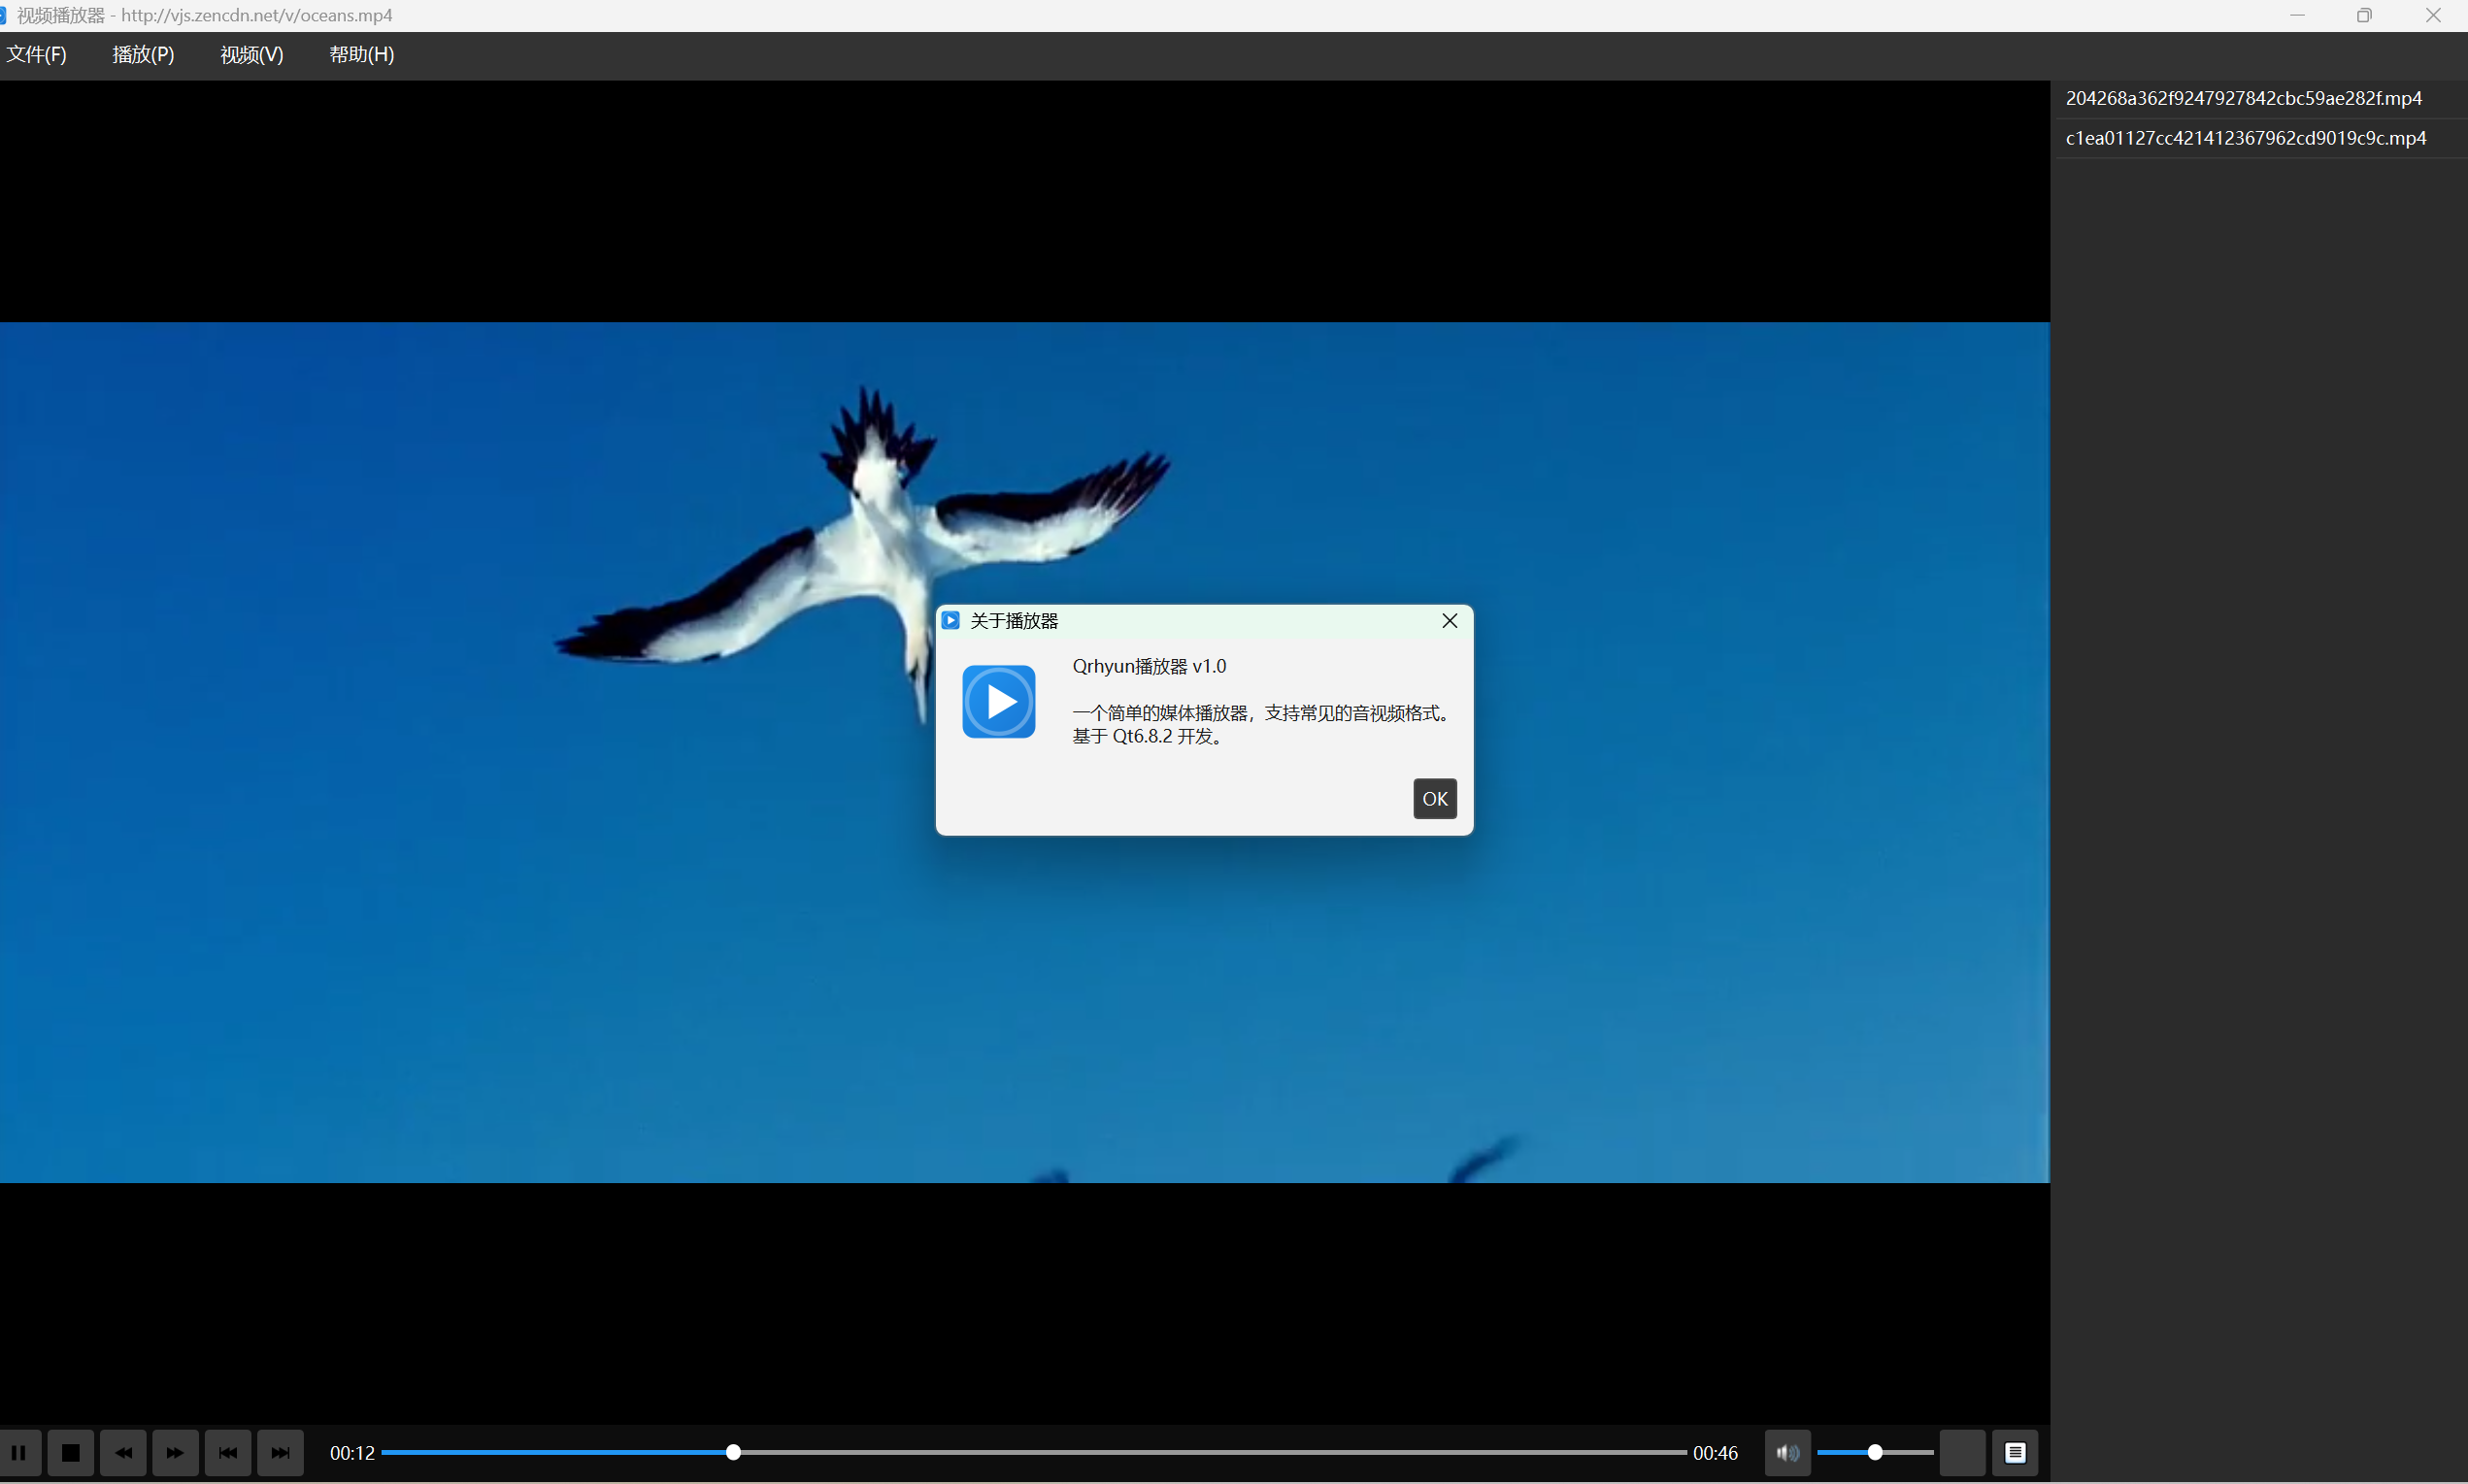 视频播放器 - http://vjs.zencdn.net/v/oceans.mp4
文件(F) 播放(P) 视频(V) 帮助(H)
204268a362f9247927842cbc59ae282f.mp4
c1ea01127cc421412367962cd9019c9c.mp4
关于播放器
Qrhyun播放器 v1.0
一个简单的媒体播放器，支持常见的音视频格式。
基于 Qt6.8.2 开发。
OK
00:12 00:46